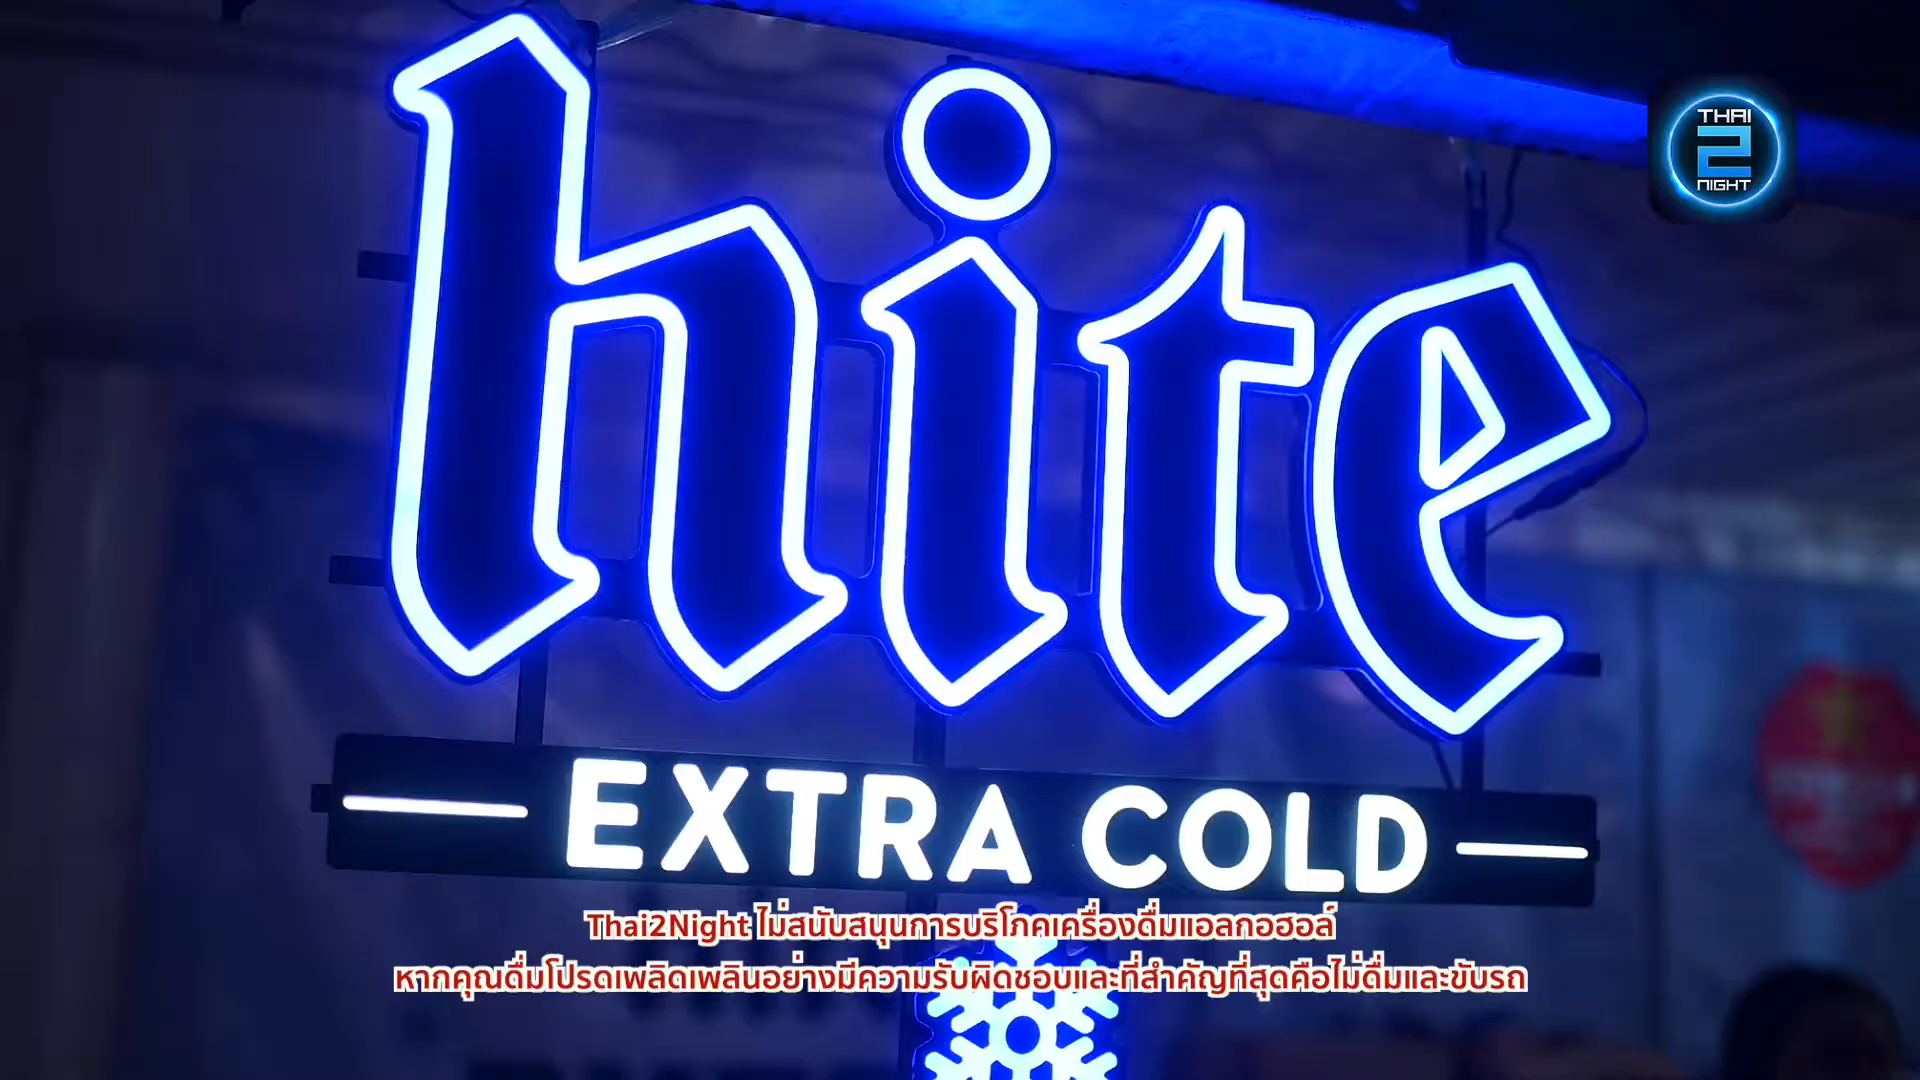 THAI
2
NIGHT
hite
EXTRA COLD
Thai2Night ไม่สนับสนุนการบริโภคเครื่องดื่มแอลกอฮอล์
หากคุณดื่มโปรดเพลิดเพลินอย่างมีความรับผิดชอบและที่สำคัญที่สุดคือไม่ดื่มและขับรถ